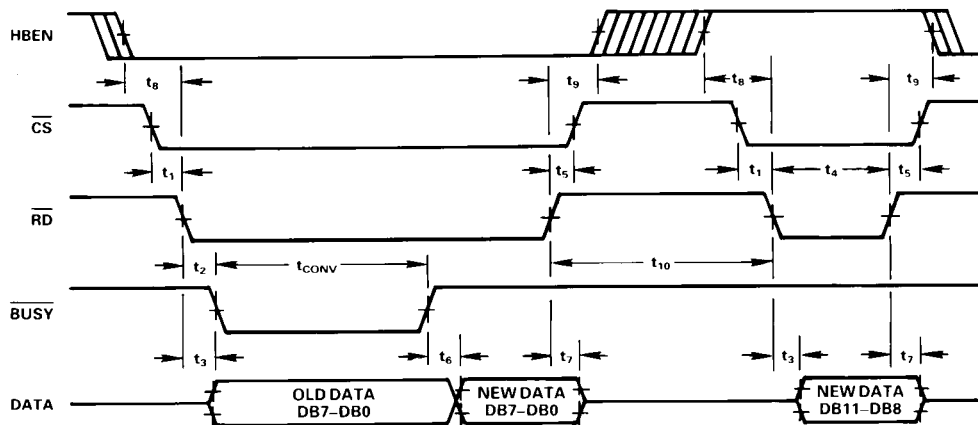 HBEN
t8 t9 t8 t9
CS
t1 t5 t1 t4 t5
RD
t2 tCONV t10
BUSY
t3 t6 t7 t3 t7
DATA
OLD DATA
DB7–DB0
NEW DATA
DB7–DB0
NEW DATA
DB11–DB8